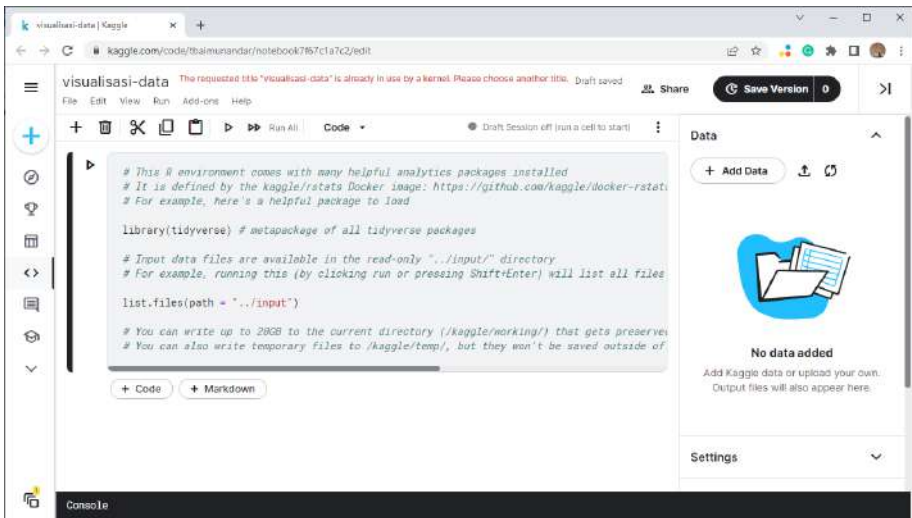 visualisasi-data | Kaggle
kaggle.com/code/tbaimunandar/notebook7f67c1a7c2/edit
visualisasi-data The requested title "visualisasi-data" is already in use by a kernel. Please choose another title. Draft saved
Share
Save Version 0
File Edit View Run Add-ons Help
Run All Code Draft Session off (run a cell to start)
# This R environment comes with many helpful analytics packages installed
# It is defined by the kaggle/rstats Docker image: https://github.com/kaggle/docker-rstats
# For example, here's a helpful package to load
library(tidyverse) # metapackage of all tidyverse packages
# Input data files are available in the read-only "../input/" directory
# For example, running this (by clicking run or pressing Shift+Enter) will list all files
list.files(path = "../input")
# You can write up to 20GB to the current directory (/kaggle/working/) that gets preserve
# You can also write temporary files to /kaggle/temp/, but they won't be saved outside of
+ Code + Markdown
Data
+ Add Data
No data added
Add Kaggle data or upload your own.
Output files will also appear here.
Settings
1
Console